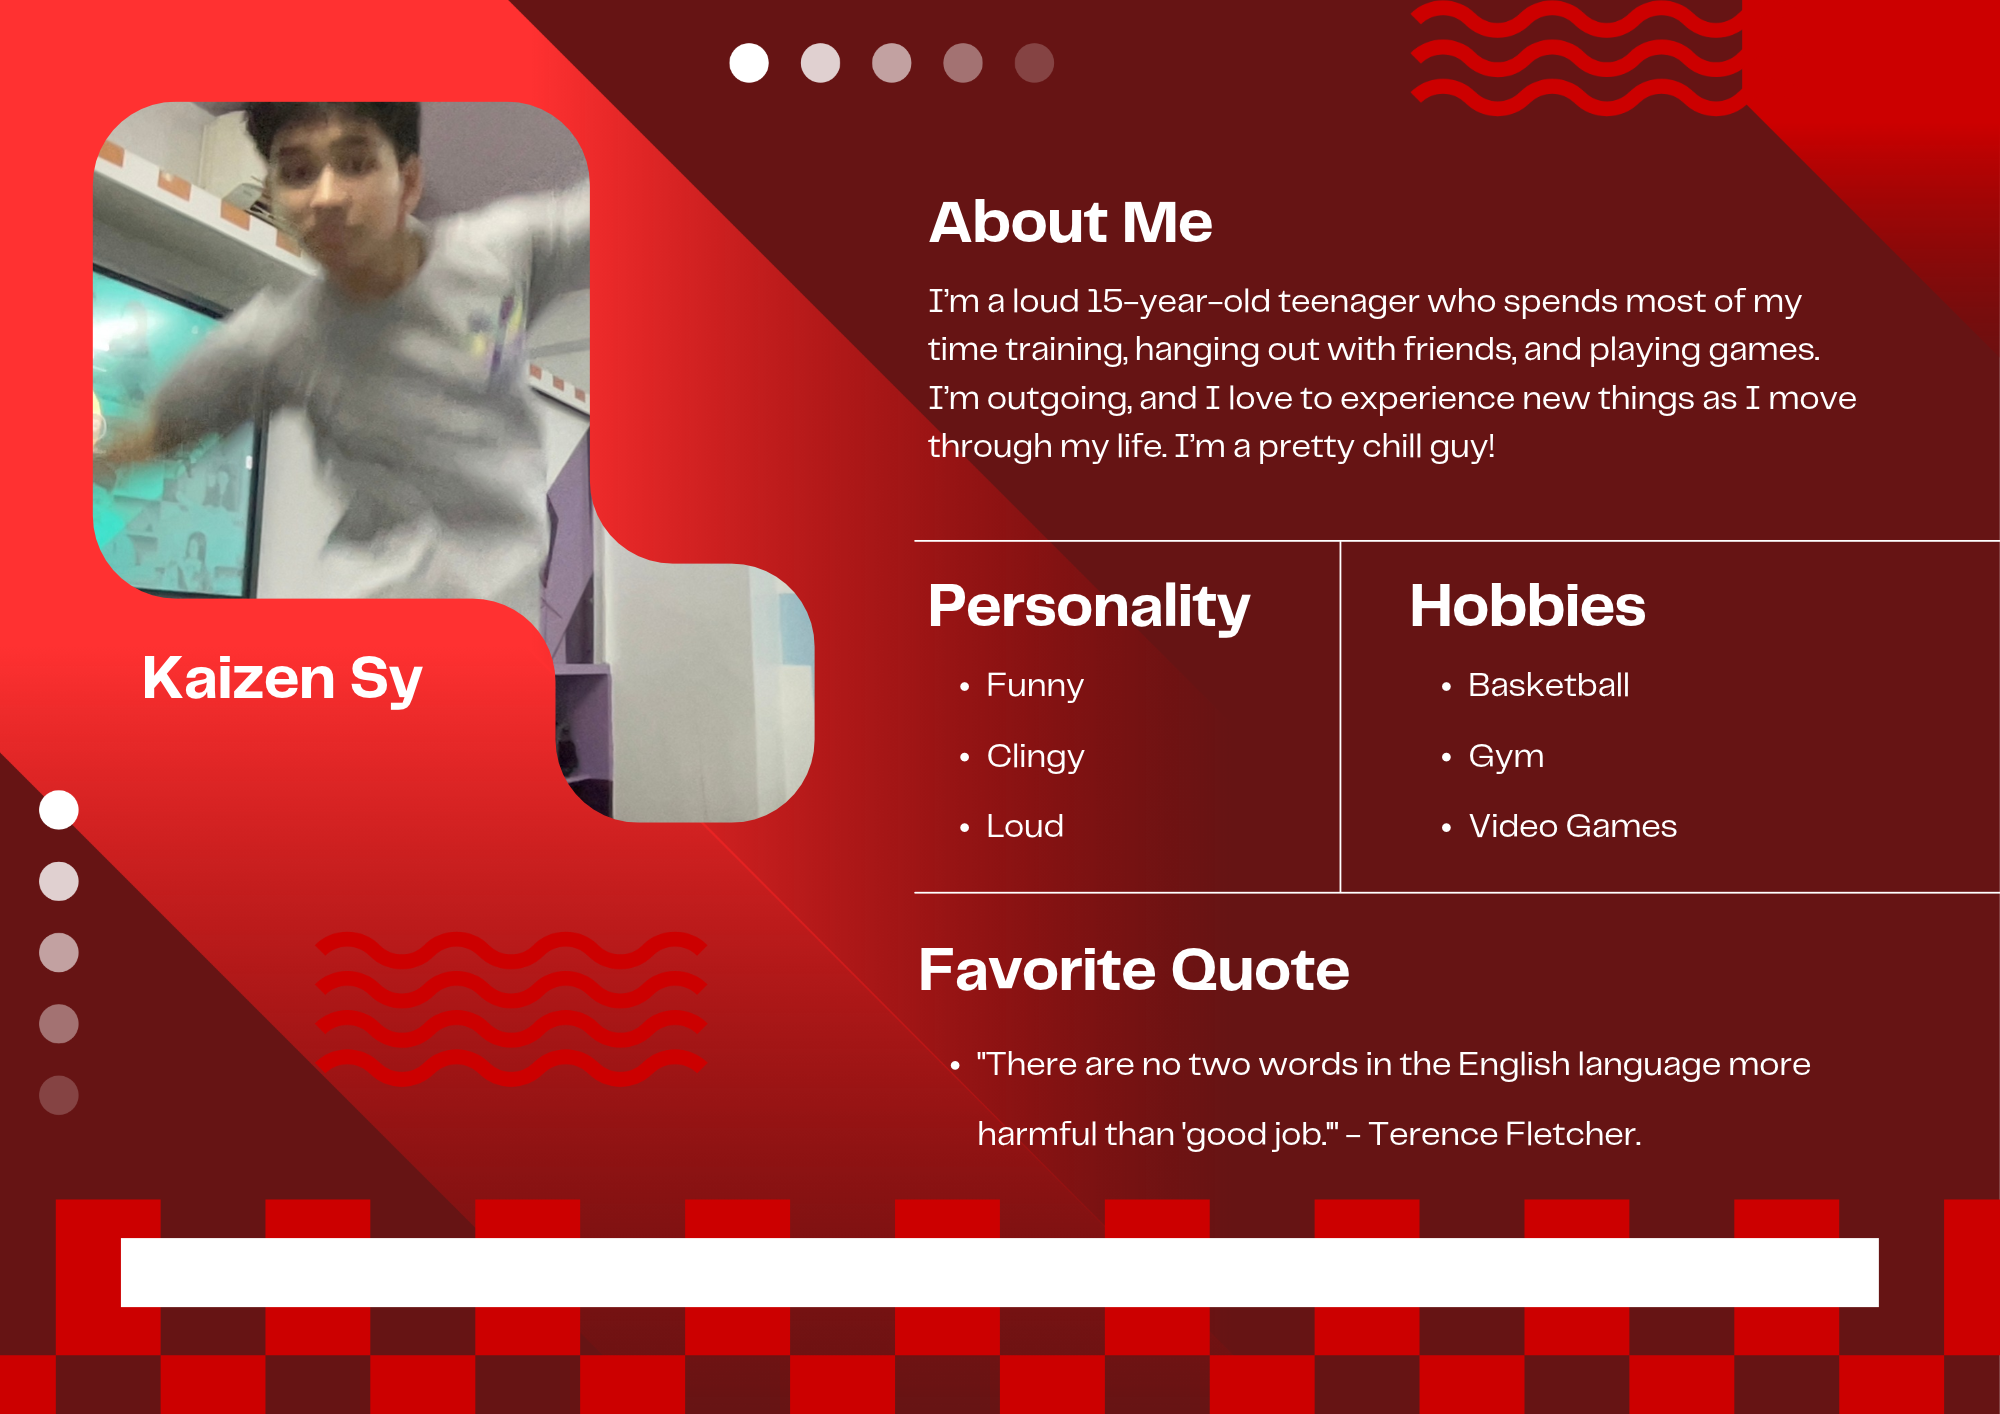 About Me
I’m a loud 15-year-old teenager who spends most of my
time training, hanging out with friends, and playing games.
I’m outgoing, and I love to experience new things as I move
through my life. I’m a pretty chill guy!
Kaizen Sy
Personality
• Funny
• Clingy
• Loud
Hobbies
• Basketball
• Gym
• Video Games
Favorite Quote
• "There are no two words in the English language more
harmful than 'good job.'" - Terence Fletcher.